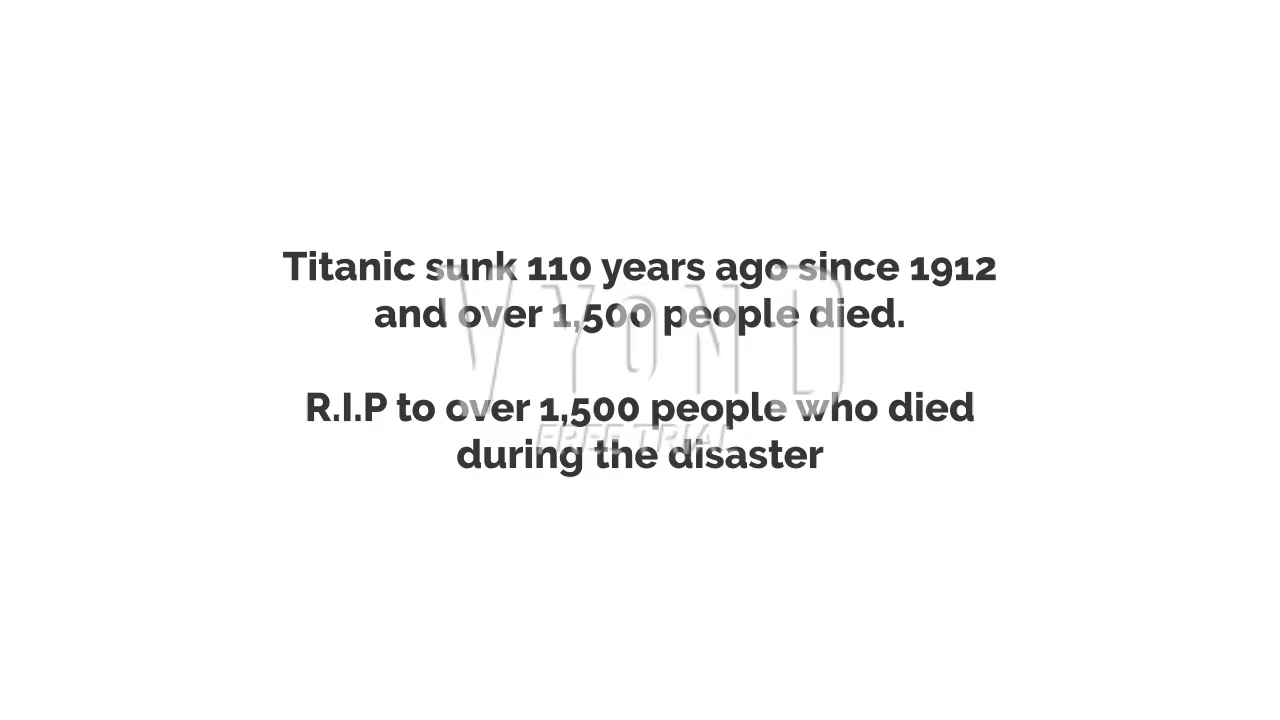 Titanic sunk 110 years ago since 1912
and over 1,500 people died.
R.I.P to over 1,500 people who died
during the disaster
VYOND
FREE TRIAL